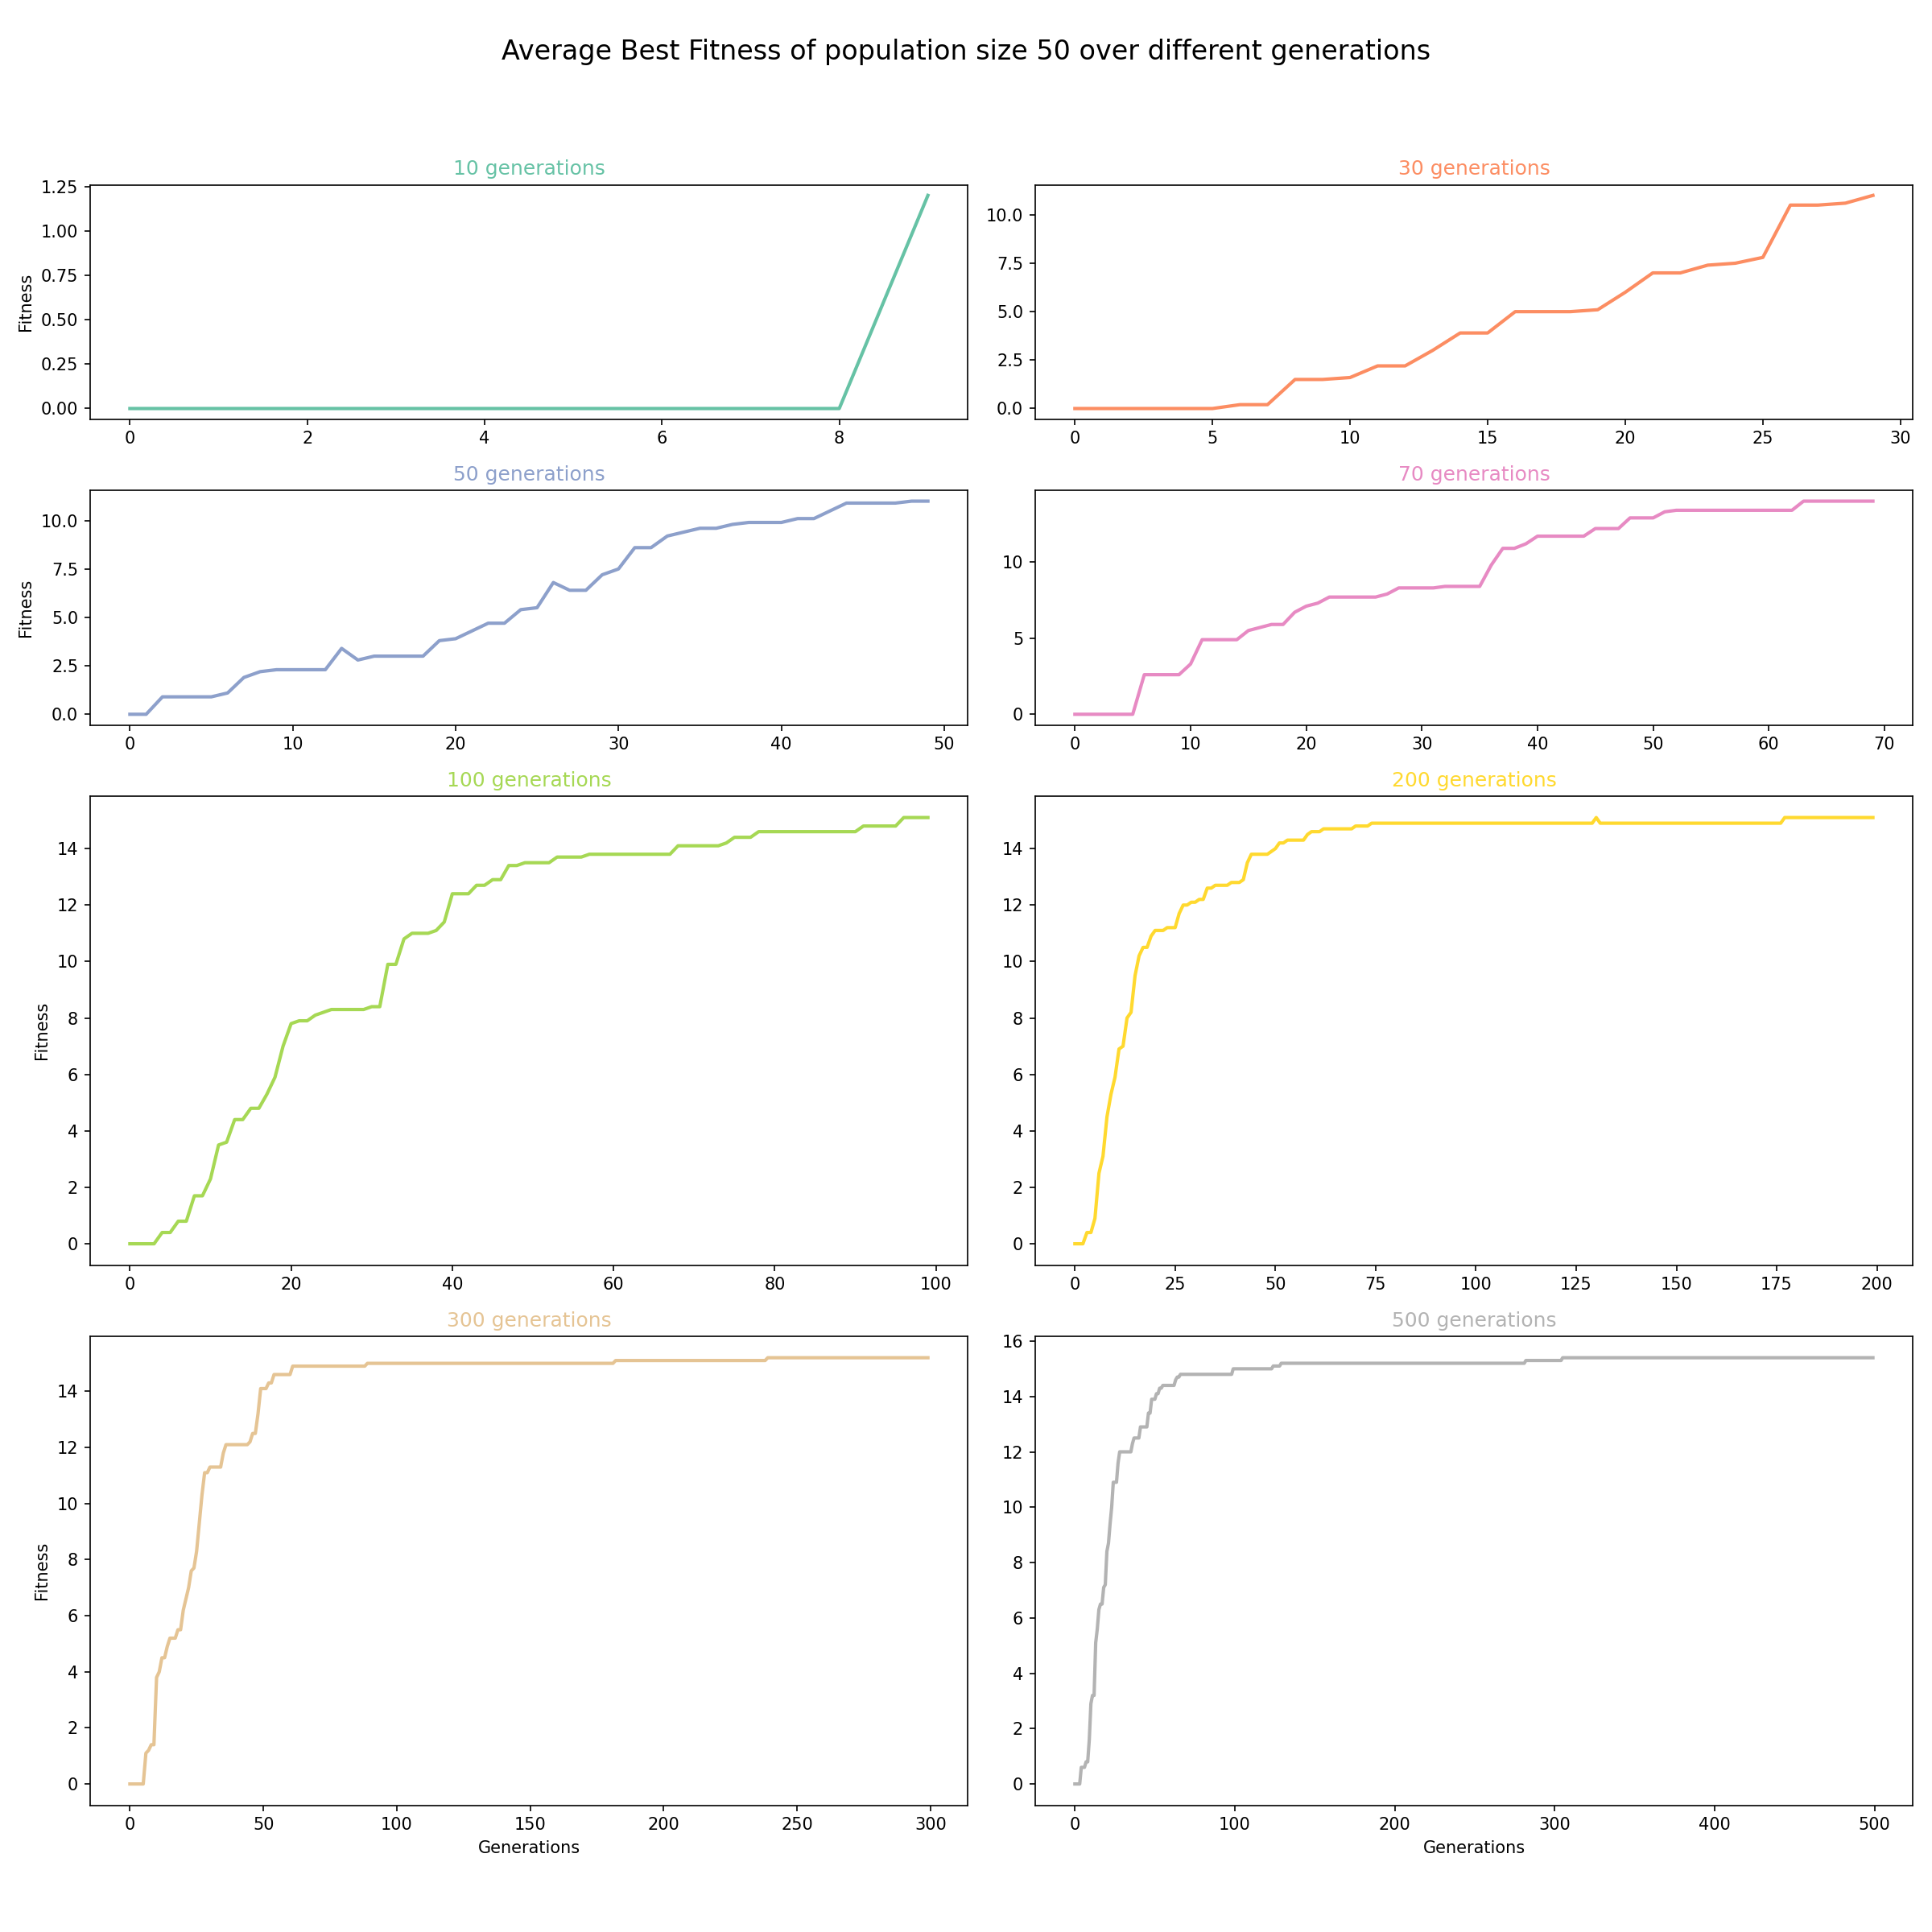 Average Best Fitness of population size 50 over different generations
10 generations
Fitness
1.25
1.00
0.75
0.50
0.25
0.00
0 2 4 6 8
30 generations
10.0
7.5
5.0
2.5
0.0
0 5 10 15 20 25 30
50 generations
Fitness
10.0
7.5
5.0
2.5
0.0
0 10 20 30 40 50
70 generations
10
5
0
0 10 20 30 40 50 60 70
100 generations
Fitness
14
12
10
8
6
4
2
0
0 20 40 60 80 100
200 generations
14
12
10
8
6
4
2
0
0 25 50 75 100 125 150 175 200
300 generations
Fitness
14
12
10
8
6
4
2
0
0 50 100 150 200 250 300
Generations
500 generations
16
14
12
10
8
6
4
2
0
0 100 200 300 400 500
Generations